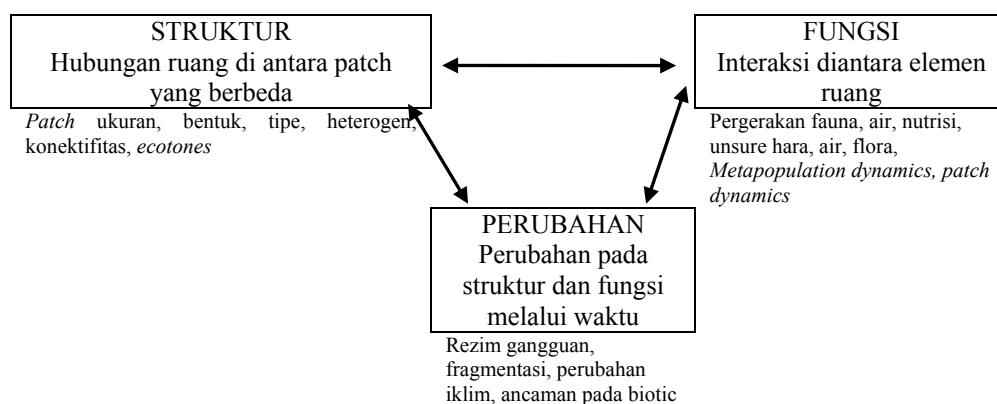 STRUKTUR
Hubungan ruang di antara patch
yang berbeda
Patch ukuran, bentuk, tipe, heterogen,
konektifitas, ecotones
FUNGSI
Interaksi diantara elemen
ruang
Pergerakan fauna, air, nutrisi,
unsure hara, air, flora,
Metapopulation dynamics, patch
dynamics
PERUBAHAN
Perubahan pada
struktur dan fungsi
melalui waktu
Rezim gangguan,
fragmentasi, perubahan
iklim, ancaman pada biotic